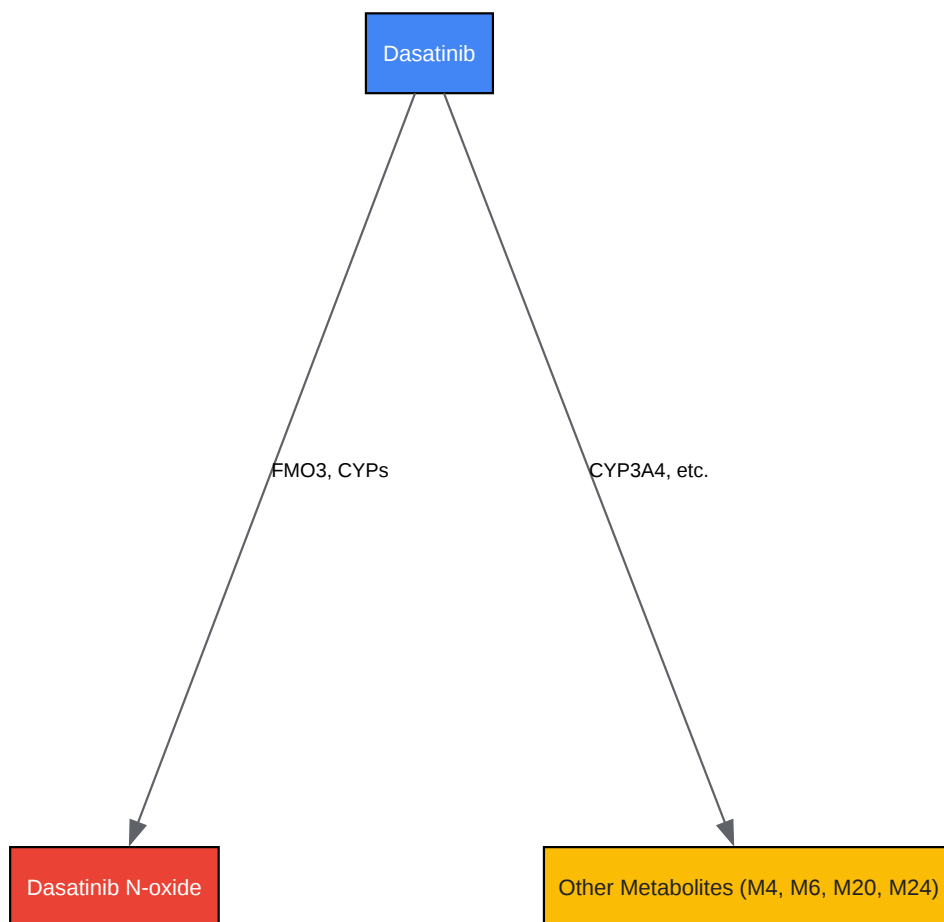 Dasatinib
FMO3, CYPs
CYP3A4, etc.
Dasatinib N-oxide
Other Metabolites (M4, M6, M20, M24)